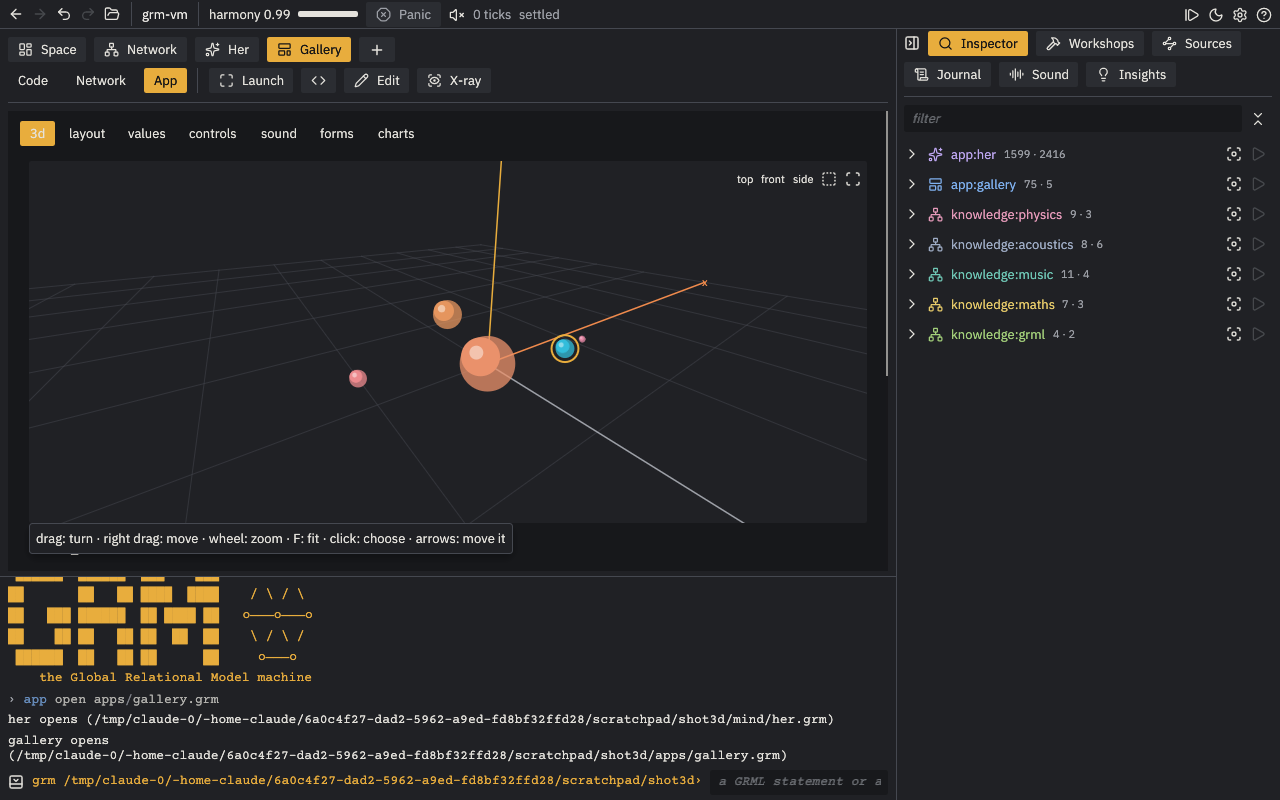 grm-vm harmony 0.99 Panic 0 ticks settled
Space Network Her Gallery +
Code Network App Launch <> Edit X-ray
3d layout values controls sound forms charts
top front side
x
drag: turn · right drag: move · wheel: zoom · F: fit · click: choose · arrows: move it
the Global Relational Model machine
› app open apps/gallery.grm
her opens (/tmp/claude-0/-home-claude/6a0c4f27-dad2-5962-a9ed-fd8bf32ffd28/scratchpad/shot3d/mind/her.grm)
gallery opens
(/tmp/claude-0/-home-claude/6a0c4f27-dad2-5962-a9ed-fd8bf32ffd28/scratchpad/shot3d/apps/gallery.grm)
grm /tmp/claude-0/-home-claude/6a0c4f27-dad2-5962-a9ed-fd8bf32ffd28/scratchpad/shot3d› a GRML statement or a
Inspector Workshops Sources
Journal Sound Insights
filter
app:her 1599 · 2416
app:gallery 75 · 5
knowledge:physics 9 · 3
knowledge:acoustics 8 · 6
knowledge:music 11 · 4
knowledge:maths 7 · 3
knowledge:grml 4 · 2